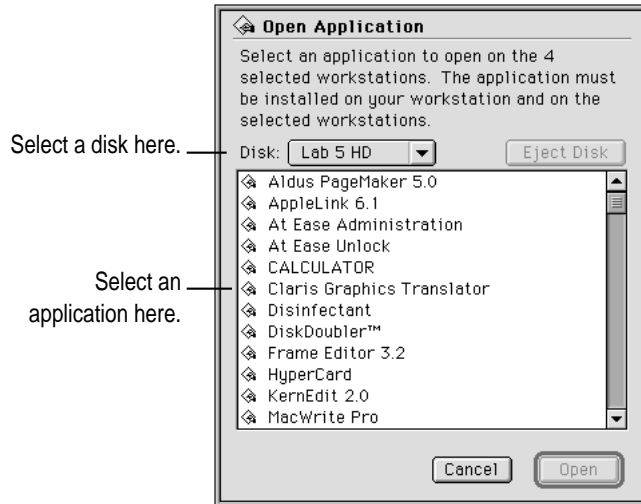 Open Application
Select an application to open on the 4
selected workstations. The application must
be installed on your workstation and on the
selected workstations.
Select a disk here.
Disk: Lab 5 HD Eject Disk
Aldus PageMaker 5.0
AppleLink 6.1
At Ease Administration
At Ease Unlock
CALCULATOR
Select an
application here.
Claris Graphics Translator
Disinfectant
DiskDoubler™
Frame Editor 3.2
HyperCard
KernEdit 2.0
MacWrite Pro
Cancel Open